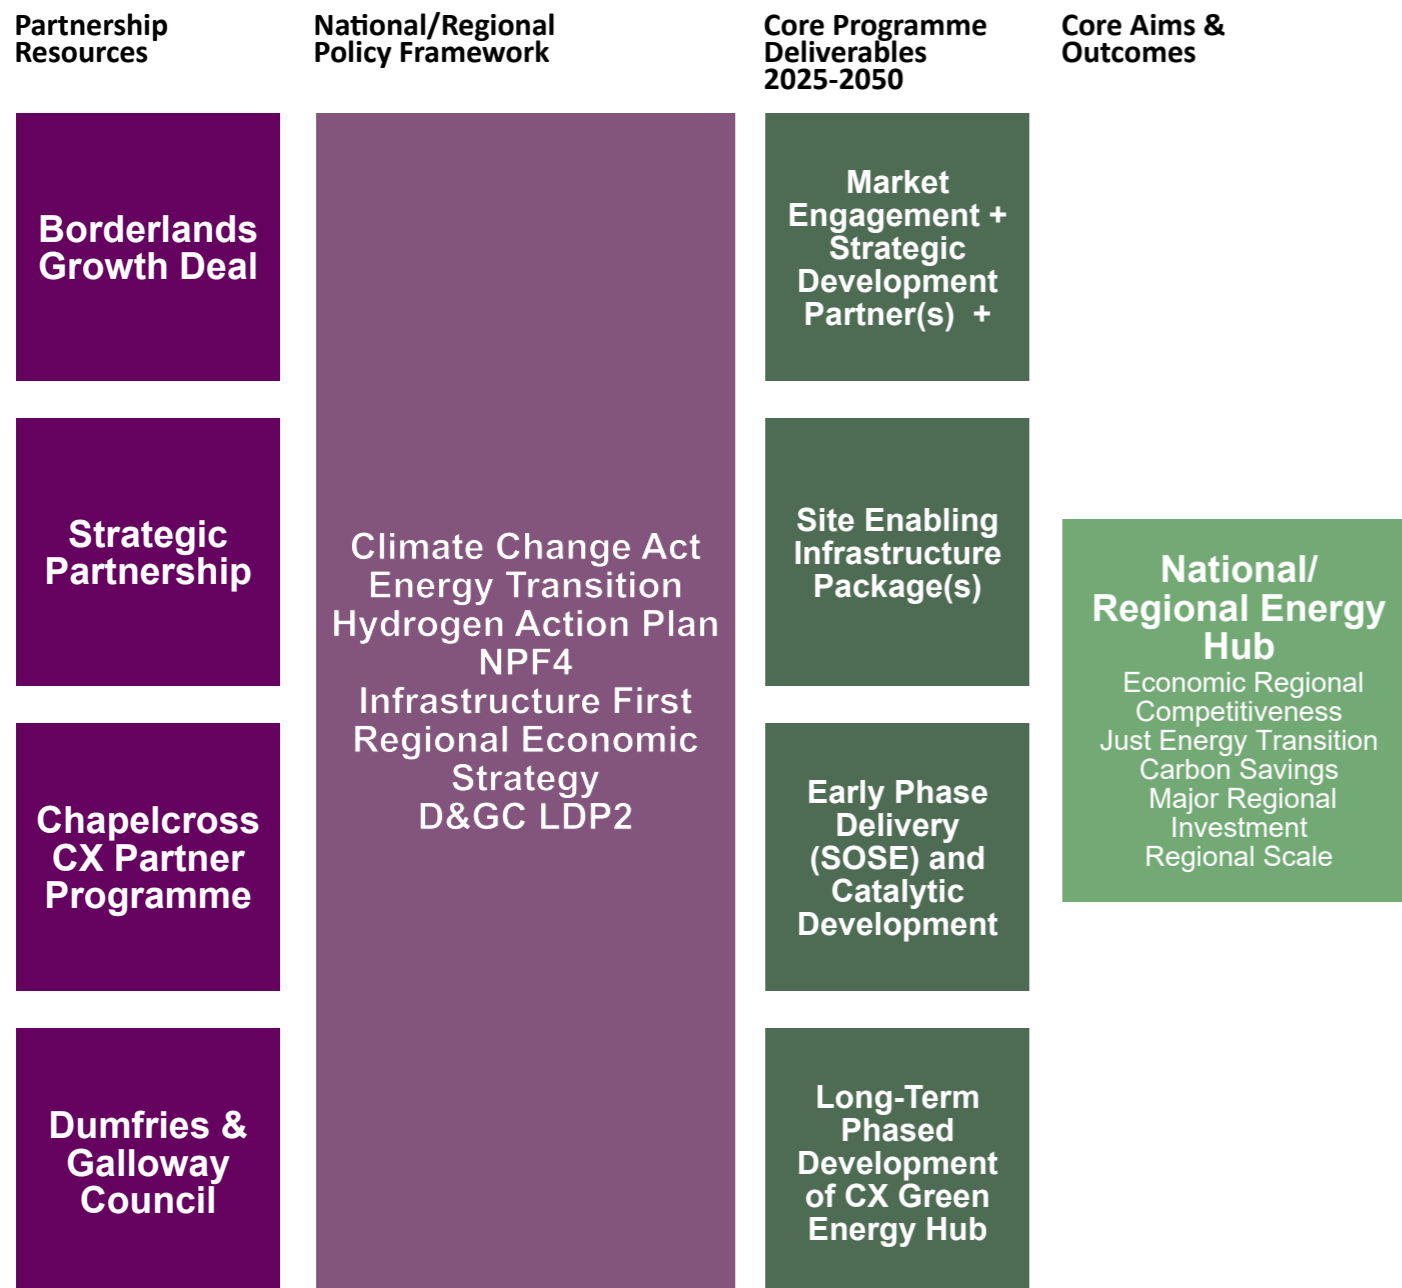 Partnership
Resources
National/Regional
Policy Framework
Core Programme
Deliverables
2025-2050
Core Aims &
Outcomes
Borderlands
Growth Deal
Strategic
Partnership
Chapelcross
CX Partner
Programme
Dumfries &
Galloway
Council
Climate Change Act
Energy Transition
Hydrogen Action Plan
NPF4
Infrastructure First
Regional Economic
Strategy
D&GC LDP2
Market
Engagement +
Strategic
Development
Partner(s)  +
Site Enabling
Infrastructure
Package(s)
Early Phase
Delivery
(SOSE) and
Catalytic
Development
Long-Term
Phased
Development
of CX Green
Energy Hub
National/
Regional Energy
Hub
Economic Regional
Competitiveness
Just Energy Transition
Carbon Savings
Major Regional
Investment
Regional Scale